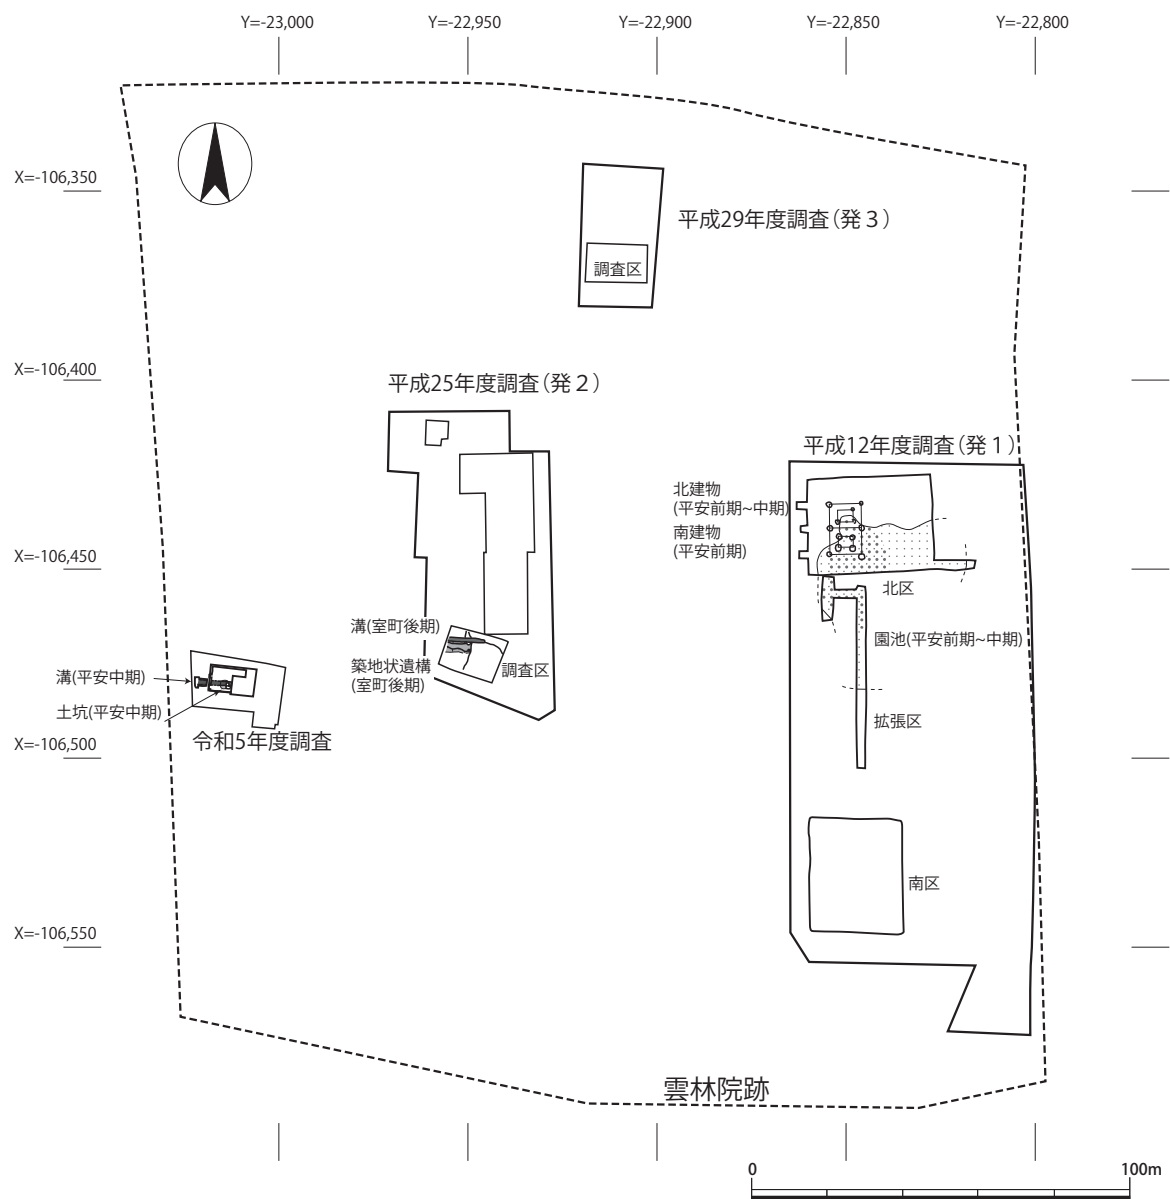 Y=-23,000
Y=-22,950
Y=-22,900
Y=-22,850
Y=-22,800
X=-106,350
平成29年度調査(発3)
調査区
X=-106,400
平成25年度調査(発2)
平成12年度調査(発1)
北建物
(平安前期~中期)
南建物
(平安前期)
X=-106,450
北区
溝(室町後期)
園池(平安前期~中期)
築地状遺構
(室町後期)
調査区
溝(平安中期)
土坑(平安中期)
拡張区
令和5年度調査
X=-106,500
南区
X=-106,550
雲林院跡
0
100m